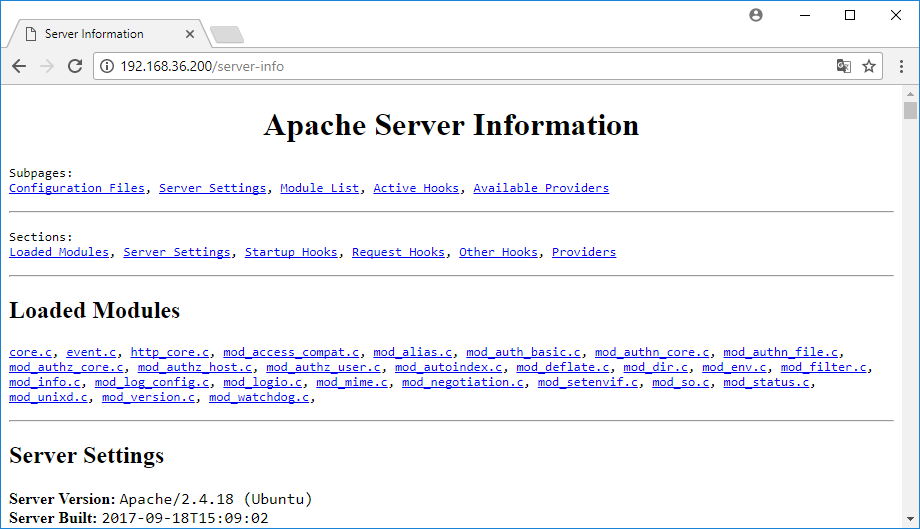 Server Information
192.168.36.200/server-info
Apache Server Information
Subpages:
Configuration Files, Server Settings, Module List, Active Hooks, Available Providers
Sections:
Loaded Modules, Server Settings, Startup Hooks, Request Hooks, Other Hooks, Providers
Loaded Modules
core.c, event.c, http_core.c, mod_access_compat.c, mod_alias.c, mod_auth_basic.c, mod_authn_core.c, mod_authn_file.c,
mod_authz_core.c, mod_authz_host.c, mod_authz_user.c, mod_autoindex.c, mod_deflate.c, mod_dir.c, mod_env.c, mod_filter.c,
mod_info.c, mod_log_config.c, mod_logio.c, mod_mime.c, mod_negotiation.c, mod_setenvif.c, mod_so.c, mod_status.c,
mod_unixd.c, mod_version.c, mod_watchdog.c,
Server Settings
Server Version: Apache/2.4.18 (Ubuntu)
Server Built: 2017-09-18T15:09:02